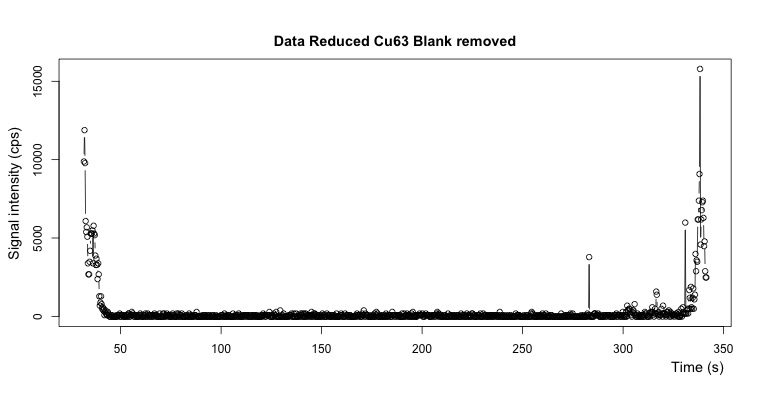 Data Reduced Cu63 Blank removed
Signal intensity (cps)
15000
10000
5000
0
50 100 150 200 250 300 350
Time (s)